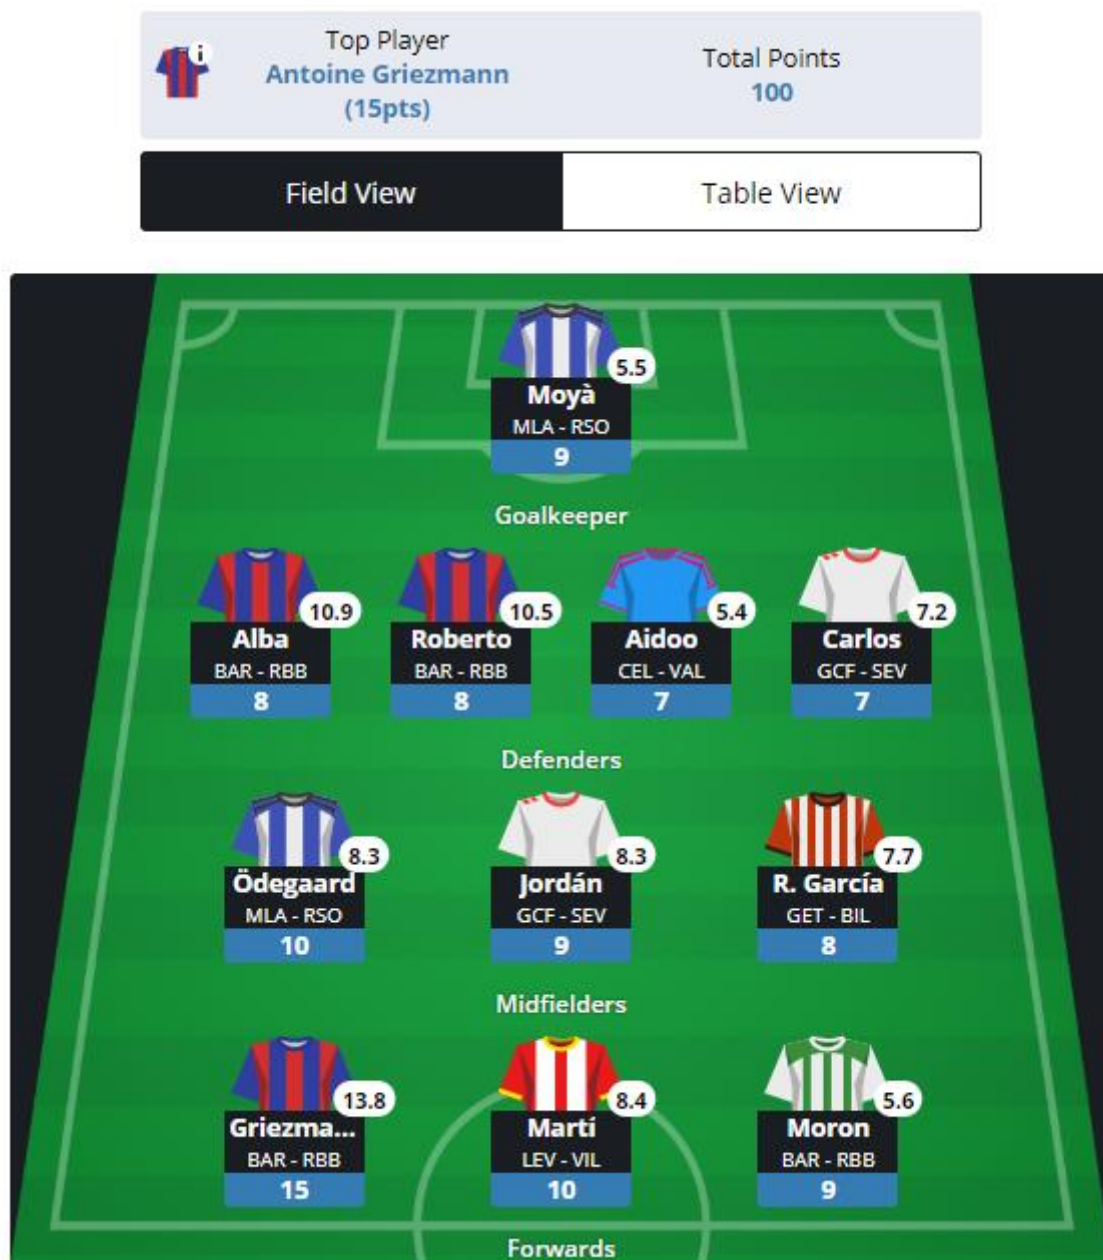 i
Top Player
Antoine Griezmann
(15pts)
Total Points
100
Field View
Table View
5.5
Moyà
MLA - RSO
9
Goalkeeper
10.9
Alba
BAR - RBB
8
10.5
Roberto
BAR - RBB
8
5.4
Aidoo
CEL - VAL
7
7.2
Carlos
GCF - SEV
7
Defenders
8.3
Ödegaard
MLA - RSO
10
8.3
Jordán
GCF - SEV
9
7.7
R. García
GET - BIL
8
Midfielders
13.8
Griezma...
BAR - RBB
15
8.4
Martí
LEV - VIL
10
5.6
Moron
BAR - RBB
9
Forwards